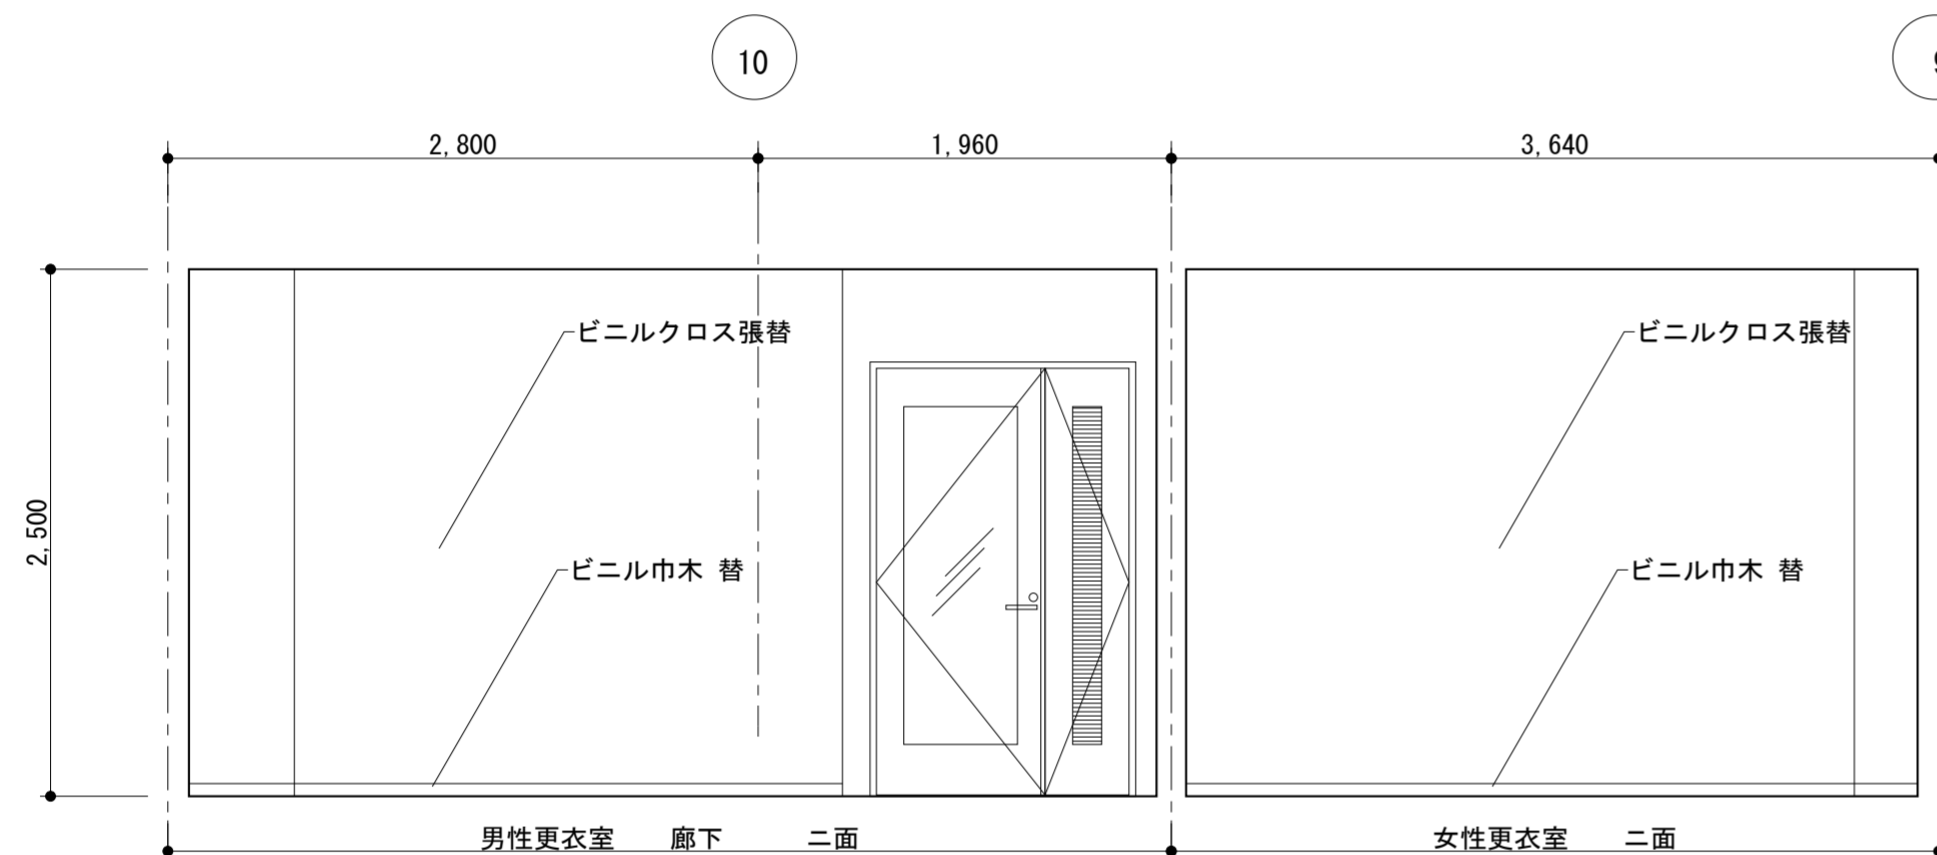 10
2,800
1,960
3,640
ビニルクロス張替
ビニルクロス張替
2,500
ビニル巾木 替
ビニル巾木 替
男性更衣室 廊下 二面
女性更衣室 二面